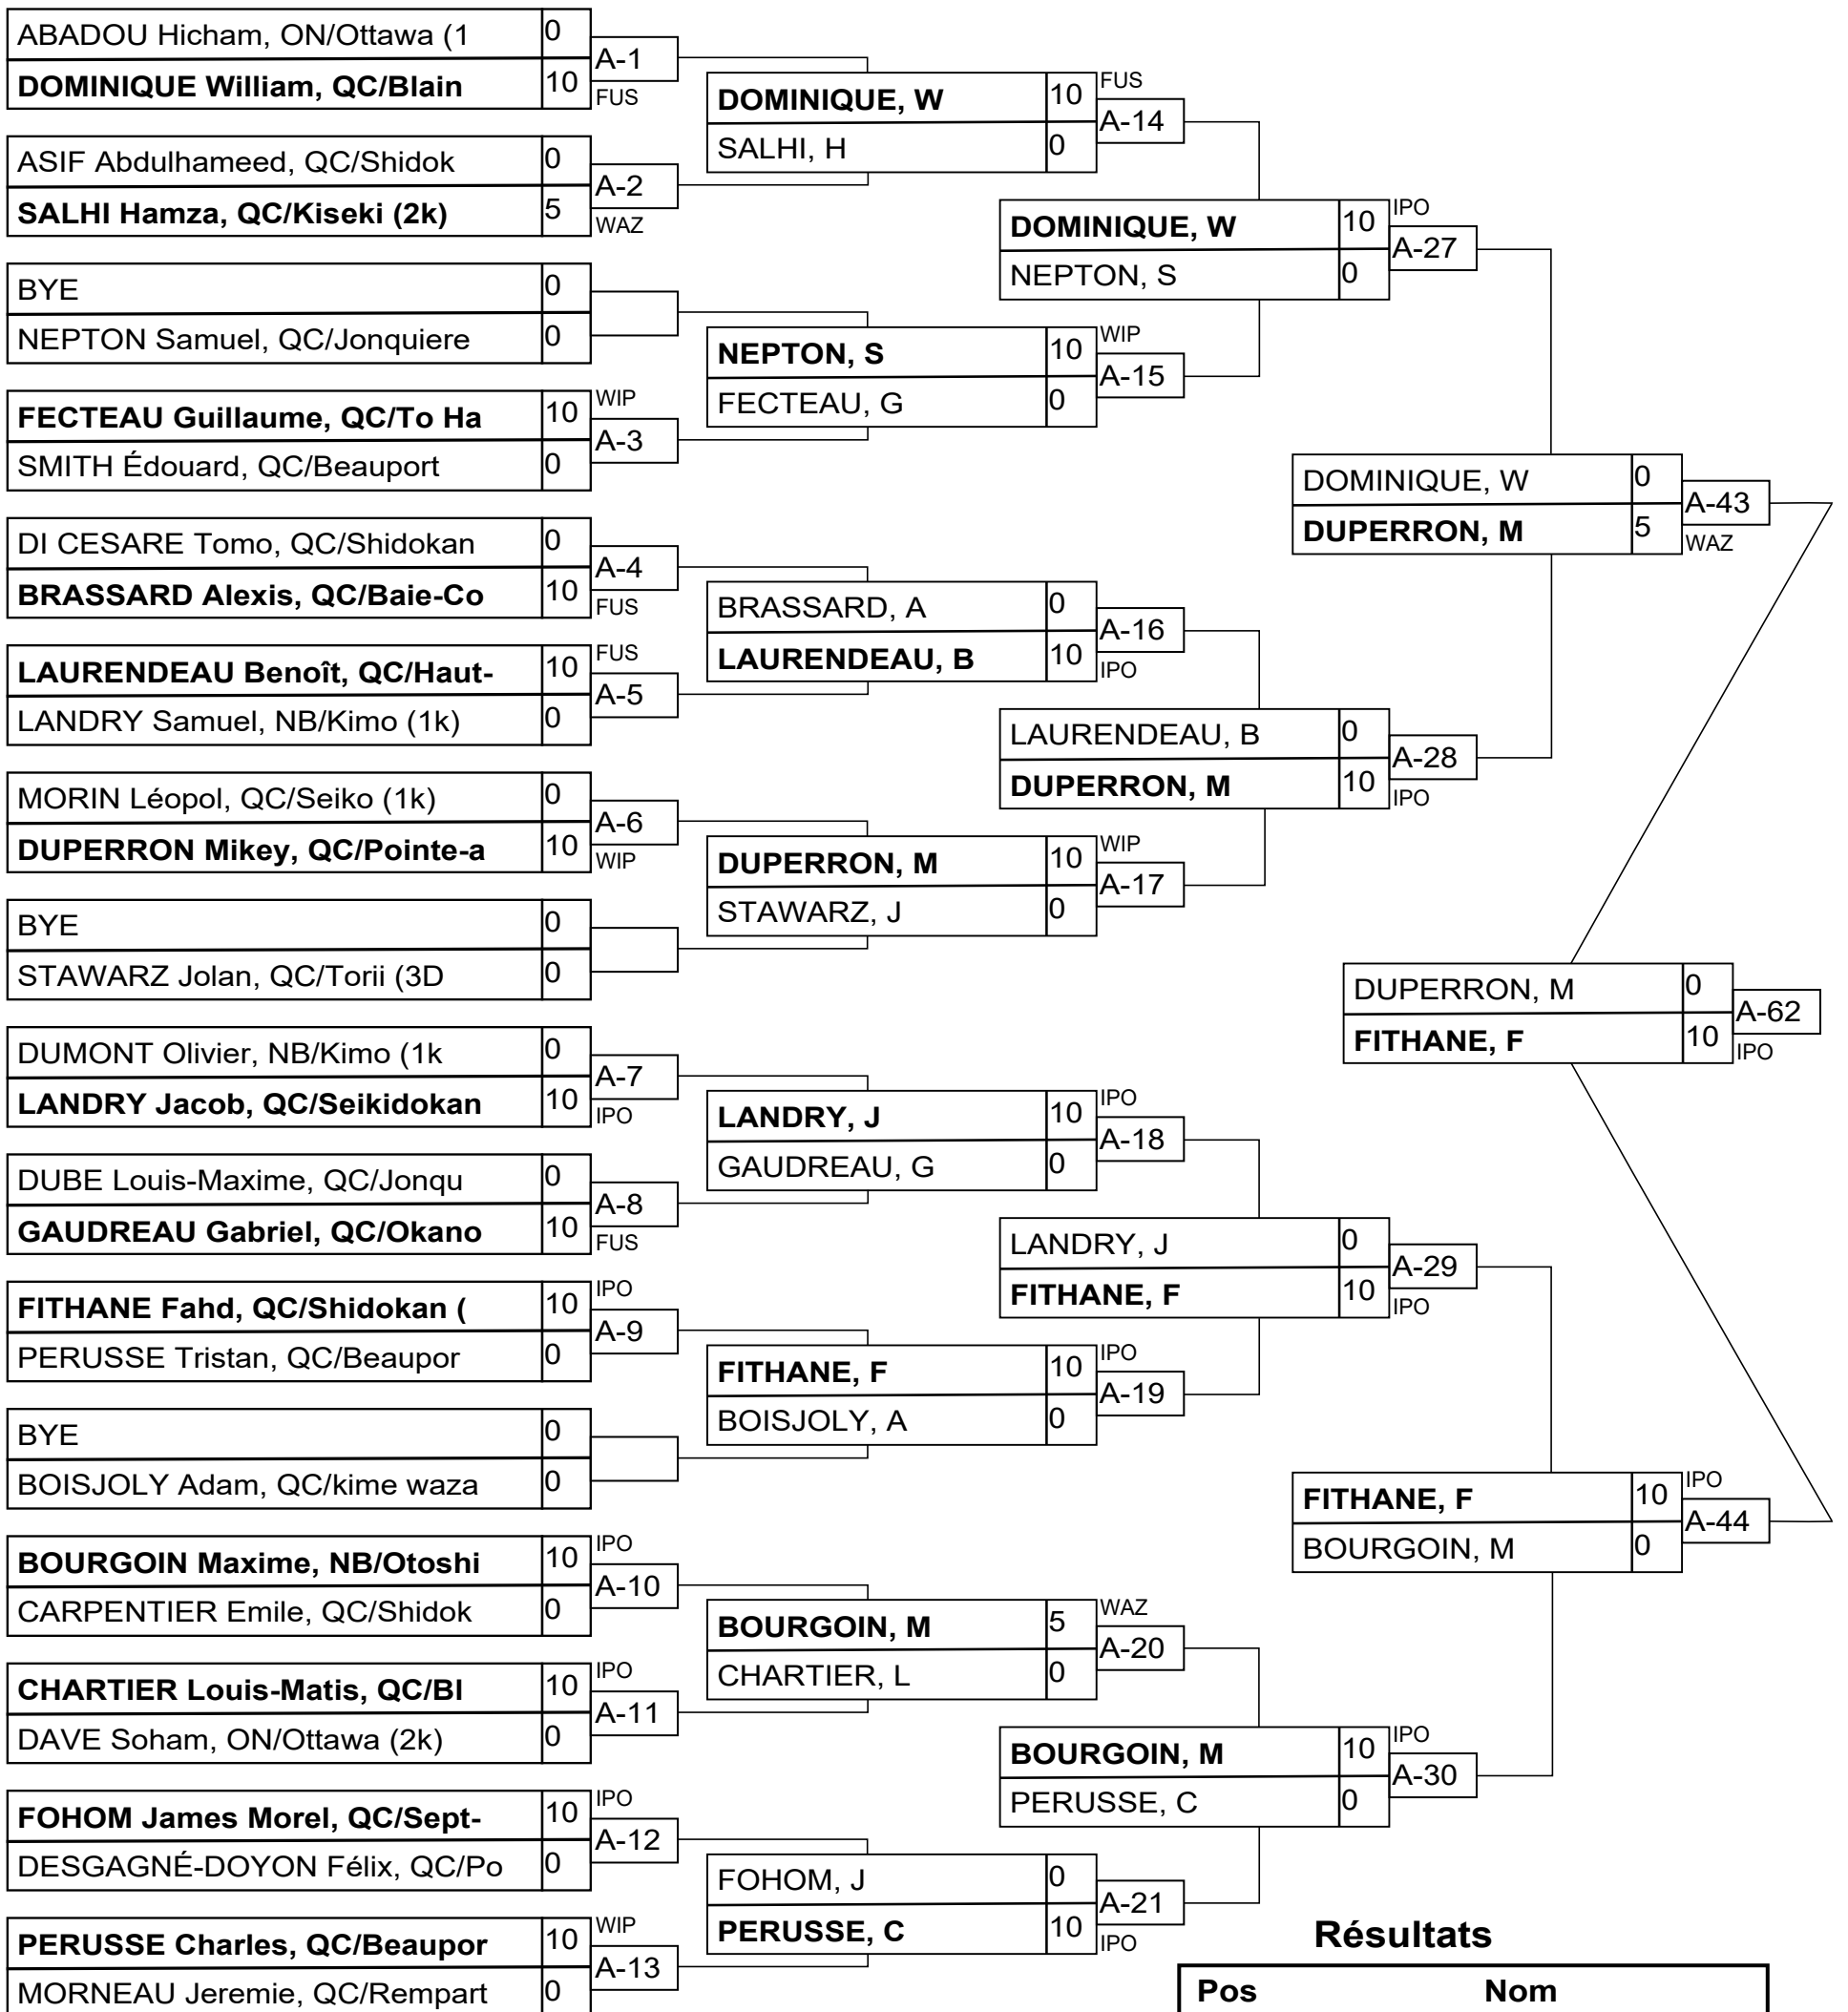 ABADOU Hicham, ON/Ottawa (1 0
A-1
DOMINIQUE William, QC/Blain 10 FUS
ASIF Abdulhameed, QC/Shidok 0
A-2
SALHI Hamza, QC/Kiseki (2k) 5 WAZ
BYE 0
NEPTON Samuel, QC/Jonquiere 0
FECTEAU Guillaume, QC/To Ha 10 WIP
A-3
SMITH Édouard, QC/Beauport 0
DI CESARE Tomo, QC/Shidokan 0
A-4
BRASSARD Alexis, QC/Baie-Co 10 FUS
LAURENDEAU Benoît, QC/Haut- 10 FUS
A-5
LANDRY Samuel, NB/Kimo (1k) 0
MORIN Léopol, QC/Seiko (1k) 0
A-6
DUPERRON Mikey, QC/Pointe-a 10 WIP
BYE 0
STAWARZ Jolan, QC/Torii (3D 0
DUMONT Olivier, NB/Kimo (1k 0
A-7
LANDRY Jacob, QC/Seikidokan 10 IPO
DUBE Louis-Maxime, QC/Jonqu 0
A-8
GAUDREAU Gabriel, QC/Okano 10 FUS
FITHANE Fahd, QC/Shidokan ( 10 IPO
A-9
PERUSSE Tristan, QC/Beaupor 0
BYE 0
BOISJOLY Adam, QC/kime waza 0
BOURGOIN Maxime, NB/Otoshi 10 IPO
A-10
CARPENTIER Emile, QC/Shidok 0
CHARTIER Louis-Matis, QC/Bl 10 IPO
A-11
DAVE Soham, ON/Ottawa (2k) 0
FOHOM James Morel, QC/Sept- 10 IPO
A-12
DESGAGNÉ-DOYON Félix, QC/Po 0
PERUSSE Charles, QC/Beaupor 10 WIP
A-13
MORNEAU Jeremie, QC/Rempart 0
DOMINIQUE, W 10 FUS
A-14
SALHI, H 0
NEPTON, S 10 WIP
A-15
FECTEAU, G 0
BRASSARD, A 0
A-16
LAURENDEAU, B 10 IPO
DUPERRON, M 10 WIP
A-17
STAWARZ, J 0
LANDRY, J 10 IPO
A-18
GAUDREAU, G 0
FITHANE, F 10 IPO
A-19
BOISJOLY, A 0
BOURGOIN, M 5 WAZ
A-20
CHARTIER, L 0
FOHOM, J 0
A-21
PERUSSE, C 10 IPO
DOMINIQUE, W 10 IPO
A-27
NEPTON, S 0
LAURENDEAU, B 0
A-28
DUPERRON, M 10 IPO
LANDRY, J 0
A-29
FITHANE, F 10 IPO
BOURGOIN, M 10 IPO
A-30
PERUSSE, C 0
DOMINIQUE, W 0
A-43
DUPERRON, M 5 WAZ
FITHANE, F 10 IPO
A-44
BOURGOIN, M 0
DUPERRON, M 0
A-62
FITHANE, F 10 IPO
Résultats
Pos Nom